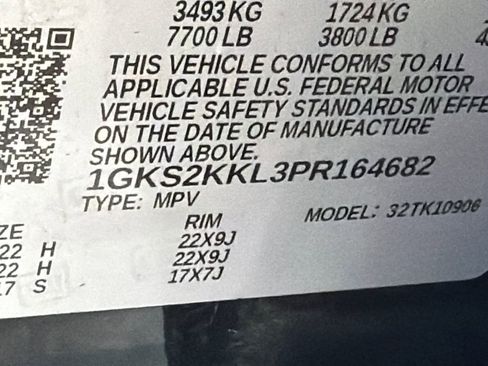 3493 KG 1724 KG
7700 LB 3800 LB
THIS VEHICLE CONFORMS TO ALL
APPLICABLE U.S. FEDERAL MOTOR
VEHICLE SAFETY STANDARDS IN EFFE
ON THE DATE OF MANUFACTURE
SHOWN ABOVE.
1GKS2KKL3PR164682
TYPE: MPV MODEL: 32TK10906
ZE RIM
22 H 22X9J
22 H 22X9J
17 S 17X7J